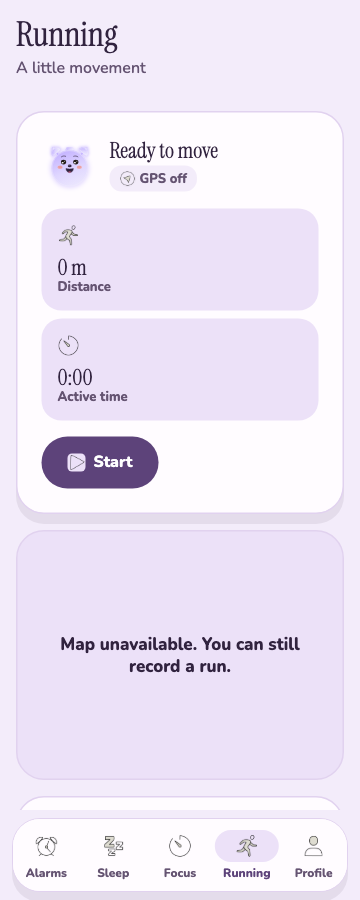 Running
A little movement
Ready to move
GPS off
0 m
Distance
0:00
Active time
Start
Map unavailable. You can still
record a run.
Alarms
Sleep
Focus
Running
Profile